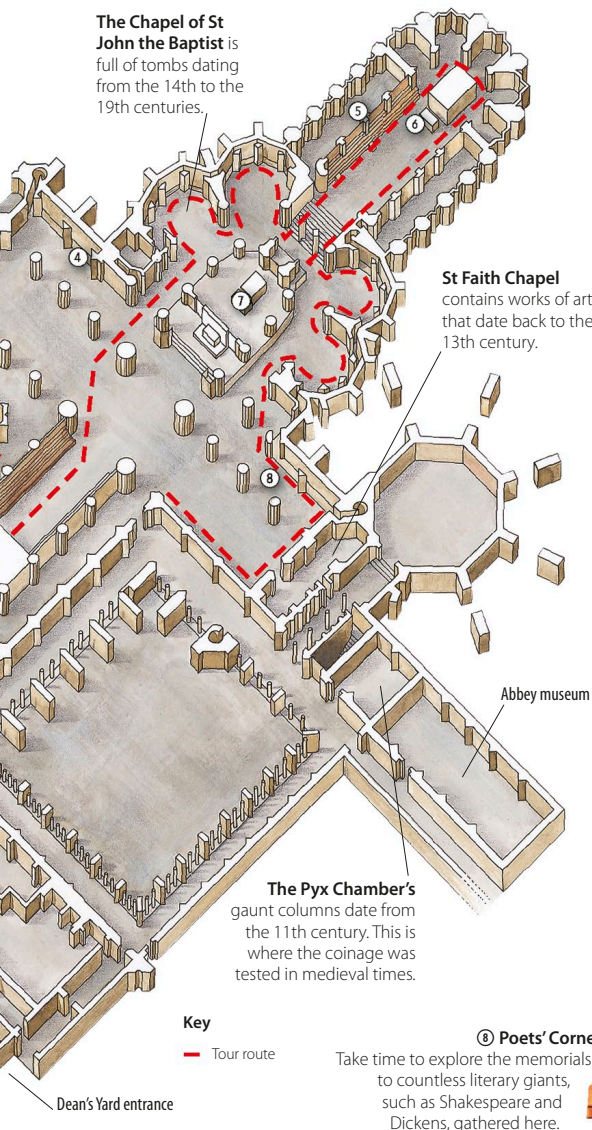 The Chapel of St
John the Baptist is
full of tombs dating
from the 14th to the
19th centuries.
5
6
4
St Faith Chapel
contains works of art
that date back to the
13th century.
7
8
Abbey museum
The Pyx Chamber’s
gaunt columns date from
the 11th century. This is
where the coinage was
tested in medieval times.
Key
Tour route
Dean’s Yard entrance
⑧ Poets’ Corne
Take time to explore the memorials
to countless literary giants,
such as Shakespeare and
Dickens, gathered here.